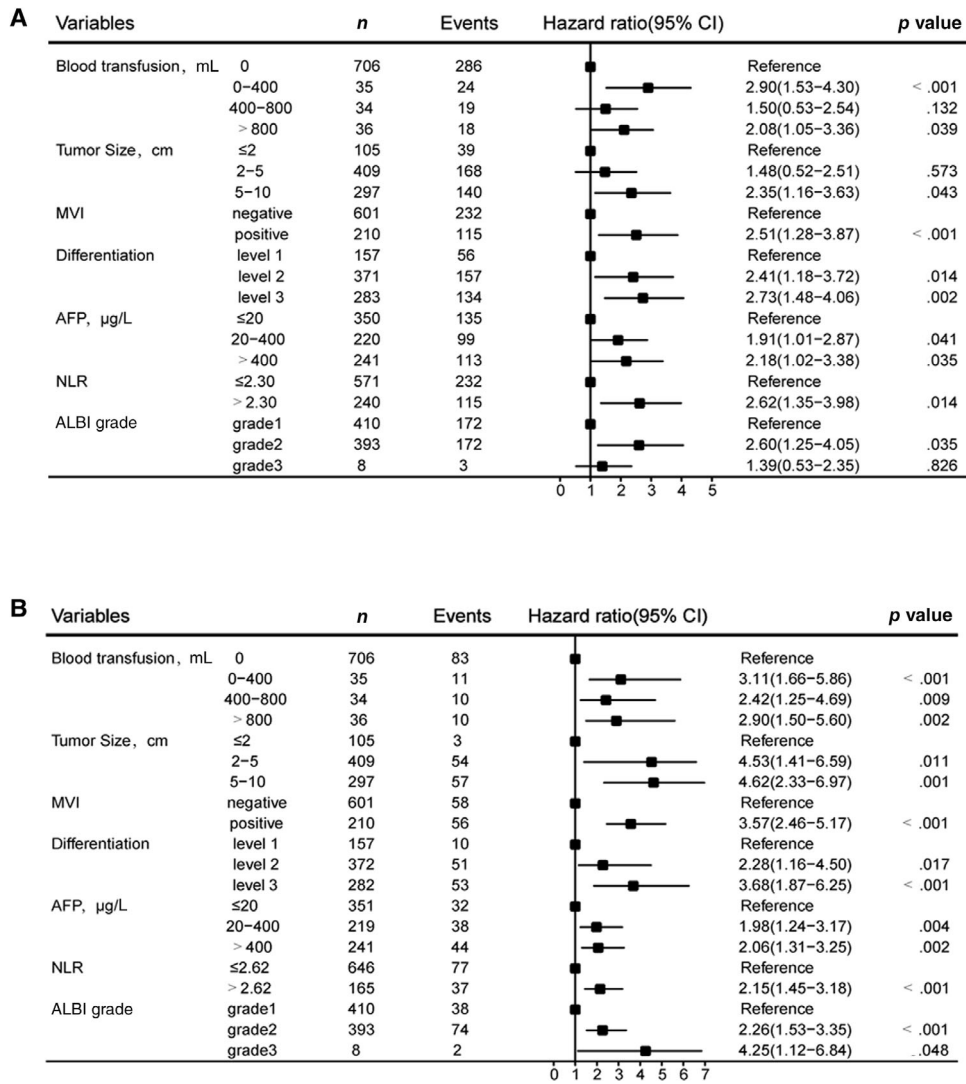 A
Variables n Events Hazard ratio(95% CI) p value
Blood transfusion, mL 0 706 286 Reference
0−400 35 24 2.90(1.53−4.30) < .001
400−800 34 19 1.50(0.53−2.54) .132
>800 36 18 2.08(1.05−3.36) .039
Tumor Size, cm ≤2 105 39 Reference
2−5 409 168 1.48(0.52−2.51) .573
5−10 297 140 2.35(1.16−3.63) .043
MVI negative 601 232 Reference
positive 210 115 2.51(1.28−3.87) < .001
Differentiation level 1 157 56 Reference
level 2 371 157 2.41(1.18−3.72) .014
level 3 283 134 2.73(1.48−4.06) .002
AFP, µg/L ≤20 350 135 Reference
20−400 220 99 1.91(1.01−2.87) .041
>400 241 113 2.18(1.02−3.38) .035
NLR ≤2.30 571 232 Reference
>2.30 240 115 2.62(1.35−3.98) .014
ALBI grade grade1 410 172 Reference
grade2 393 172 2.60(1.25−4.05) .035
grade3 8 3 1.39(0.53−2.35) .826
0 1 2 3 4 5
B
Variables n Events Hazard ratio(95% CI) p value
Blood transfusion, mL 0 706 83 Reference
0−400 35 11 3.11(1.66−5.86) < .001
400−800 34 10 2.42(1.25−4.69) .009
>800 36 10 2.90(1.50−5.60) .002
Tumor Size, cm ≤2 105 3 Reference
2−5 409 54 4.53(1.41−6.59) .011
5−10 297 57 4.62(2.33−6.97) .001
MVI negative 601 58 Reference
positive 210 56 3.57(2.46−5.17) < .001
Differentiation level 1 157 10 Reference
level 2 372 51 2.28(1.16−4.50) .017
level 3 282 53 3.68(1.87−6.25) < .001
AFP, µg/L ≤20 351 32 Reference
20−400 219 38 1.98(1.24−3.17) .004
>400 241 44 2.06(1.31−3.25) .002
NLR ≤2.62 646 77 Reference
>2.62 165 37 2.15(1.45−3.18) < .001
ALBI grade grade1 410 38 Reference
grade2 393 74 2.26(1.53−3.35) < .001
grade3 8 2 4.25(1.12−6.84) .048
0 1 2 3 4 5 6 7